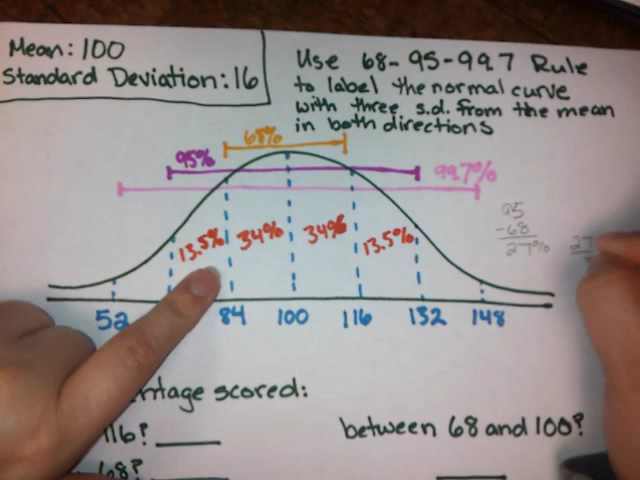 Mean: 100
Standard Deviation: 16
Use 68-95-99.7 Rule
to label the normal curve
with three s.d. from the mean
in both directions
68%
95%
99.7%
13.5% 34% 34% 13.5%
95
-68
27%
27
52 84 100 116 132 148
scored:
116?
between 68 and 100?
68?